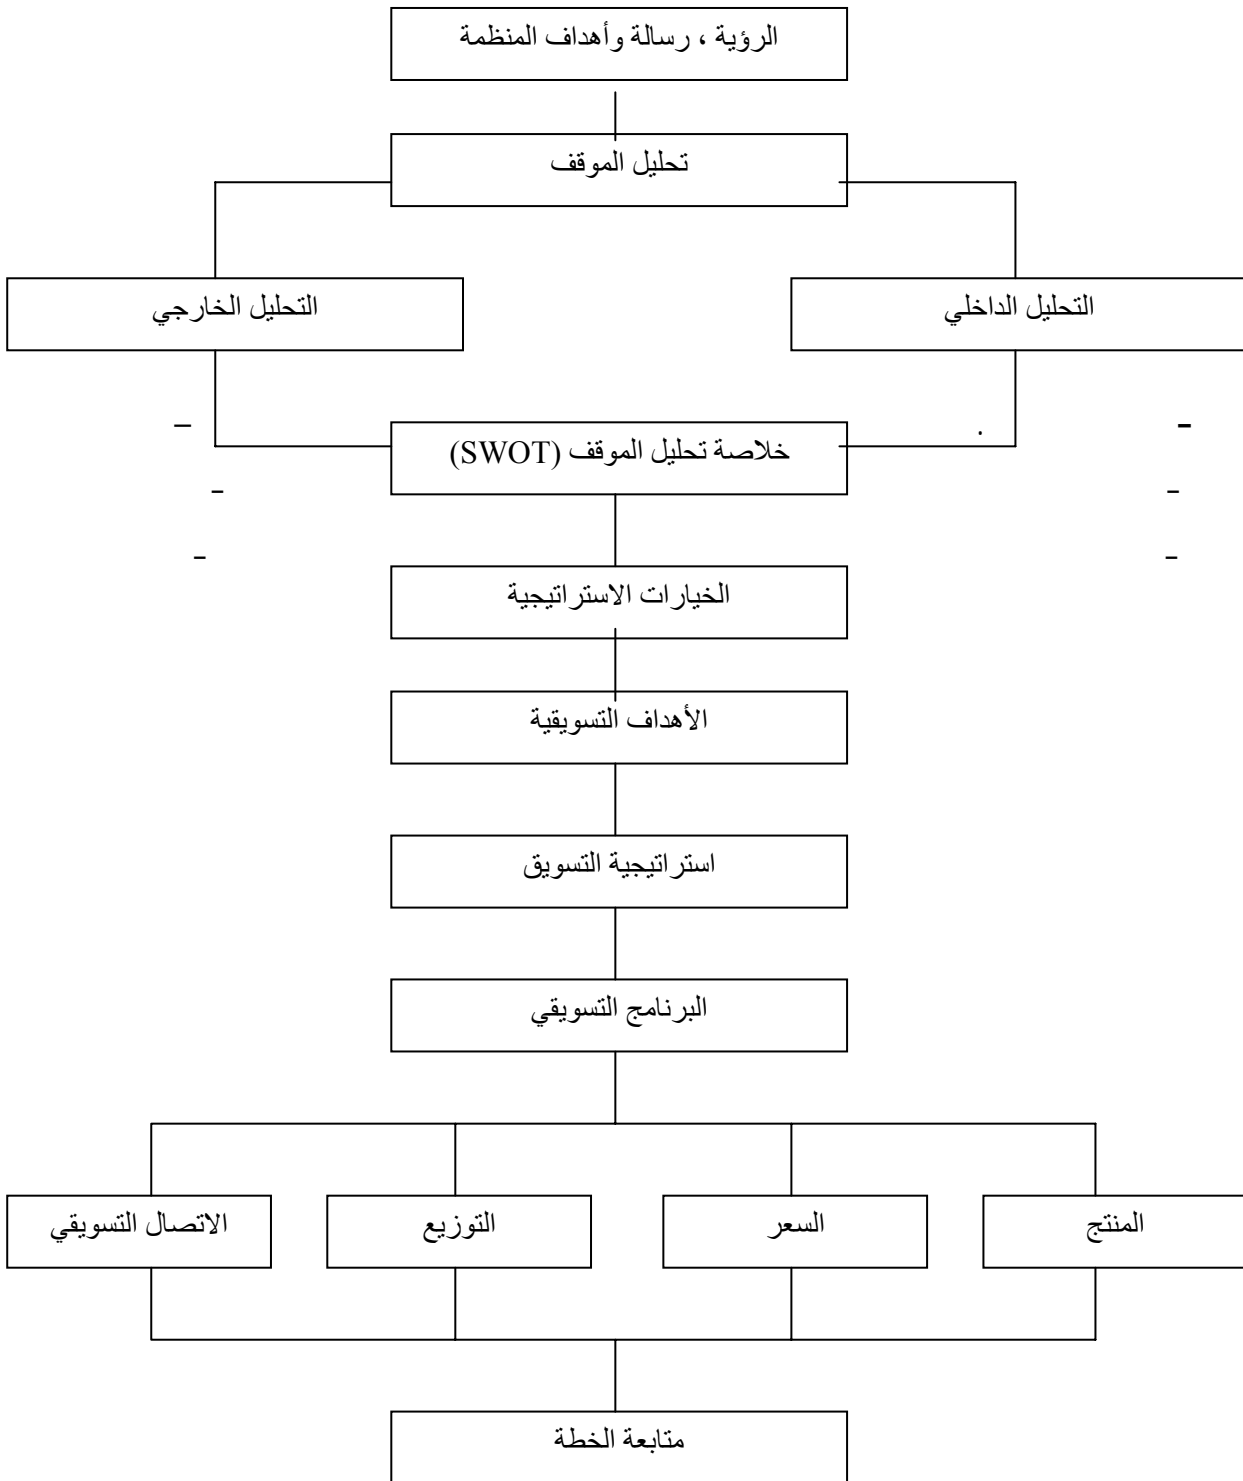 الرؤية ، رسالة وأهداف المنظمة
تحليل الموقف
التحليل الداخلي
التحليل الخارجي
خلاصة تحليل الموقف (SWOT)
الخيارات الاستراتيجية
الأهداف التسويقية
استراتيجية التسويق
البرنامج التسويقي
المنتج
السعر
التوزيع
الاتصال التسويقي
متابعة الخطة